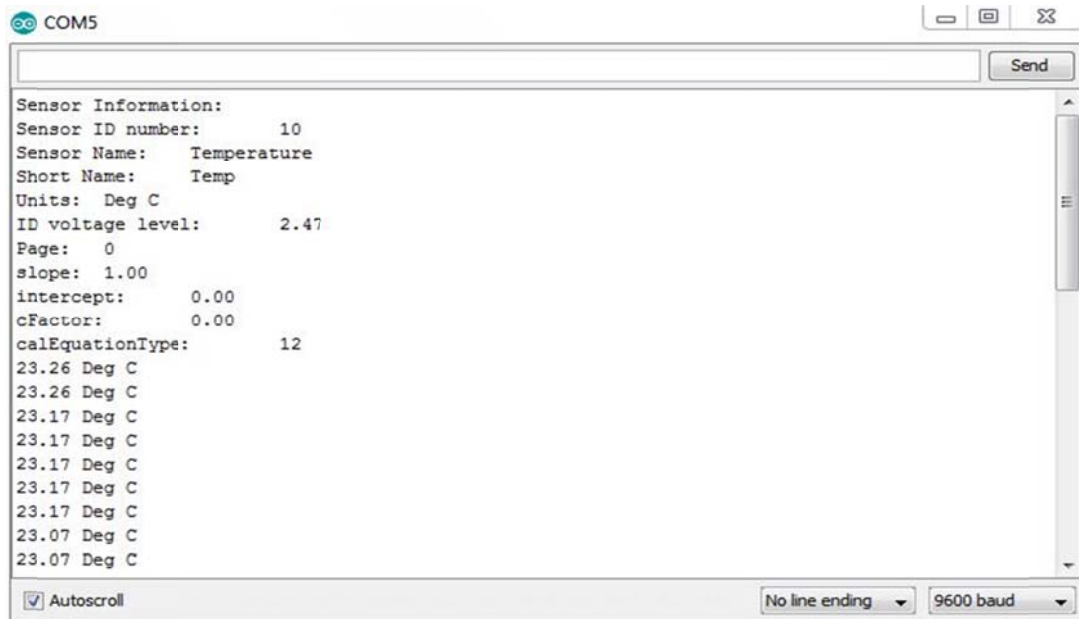 COM5
Send
Sensor Information:
Sensor ID number: 10
Sensor Name: Temperature
Short Name: Temp
Units: Deg C
ID voltage level: 2.47
Page: 0
slope: 1.00
intercept: 0.00
cFactor: 0.00
calEquationType: 12
23.26 Deg C
23.26 Deg C
23.17 Deg C
23.17 Deg C
23.17 Deg C
23.17 Deg C
23.17 Deg C
23.07 Deg C
23.07 Deg C
Autoscroll No line ending 9600 baud